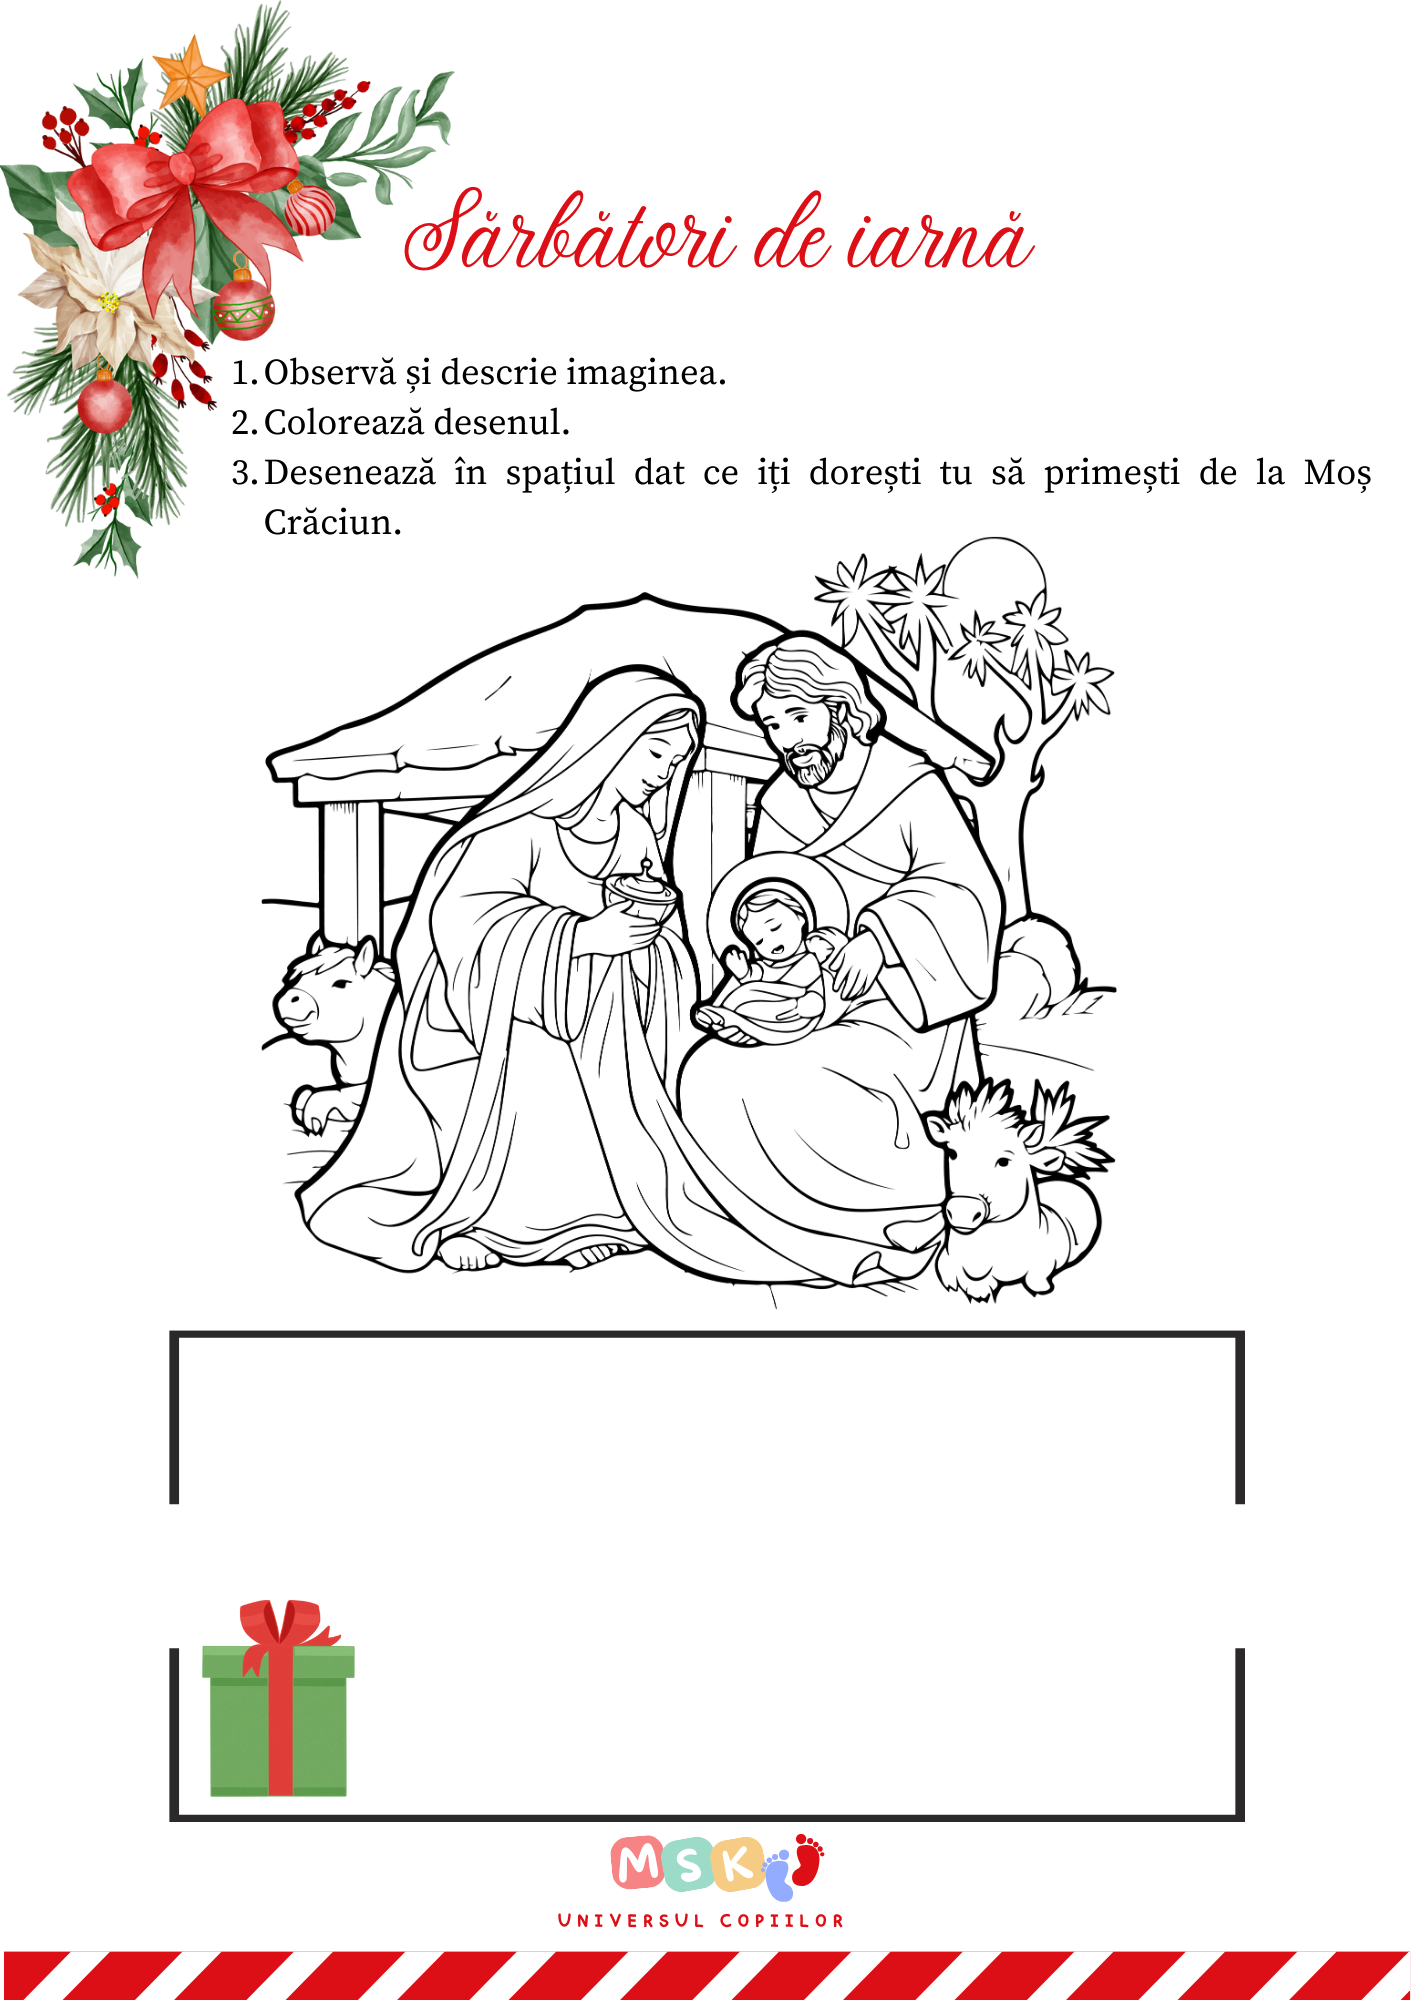 Sărbători de iarnă
1. Observă și descrie imaginea.
2. Colorează desenul.
3. Desenează în spațiul dat ce iți dorești tu să primești de la Moș
Crăciun.
MSK
UNIVERSUL COPIILOR